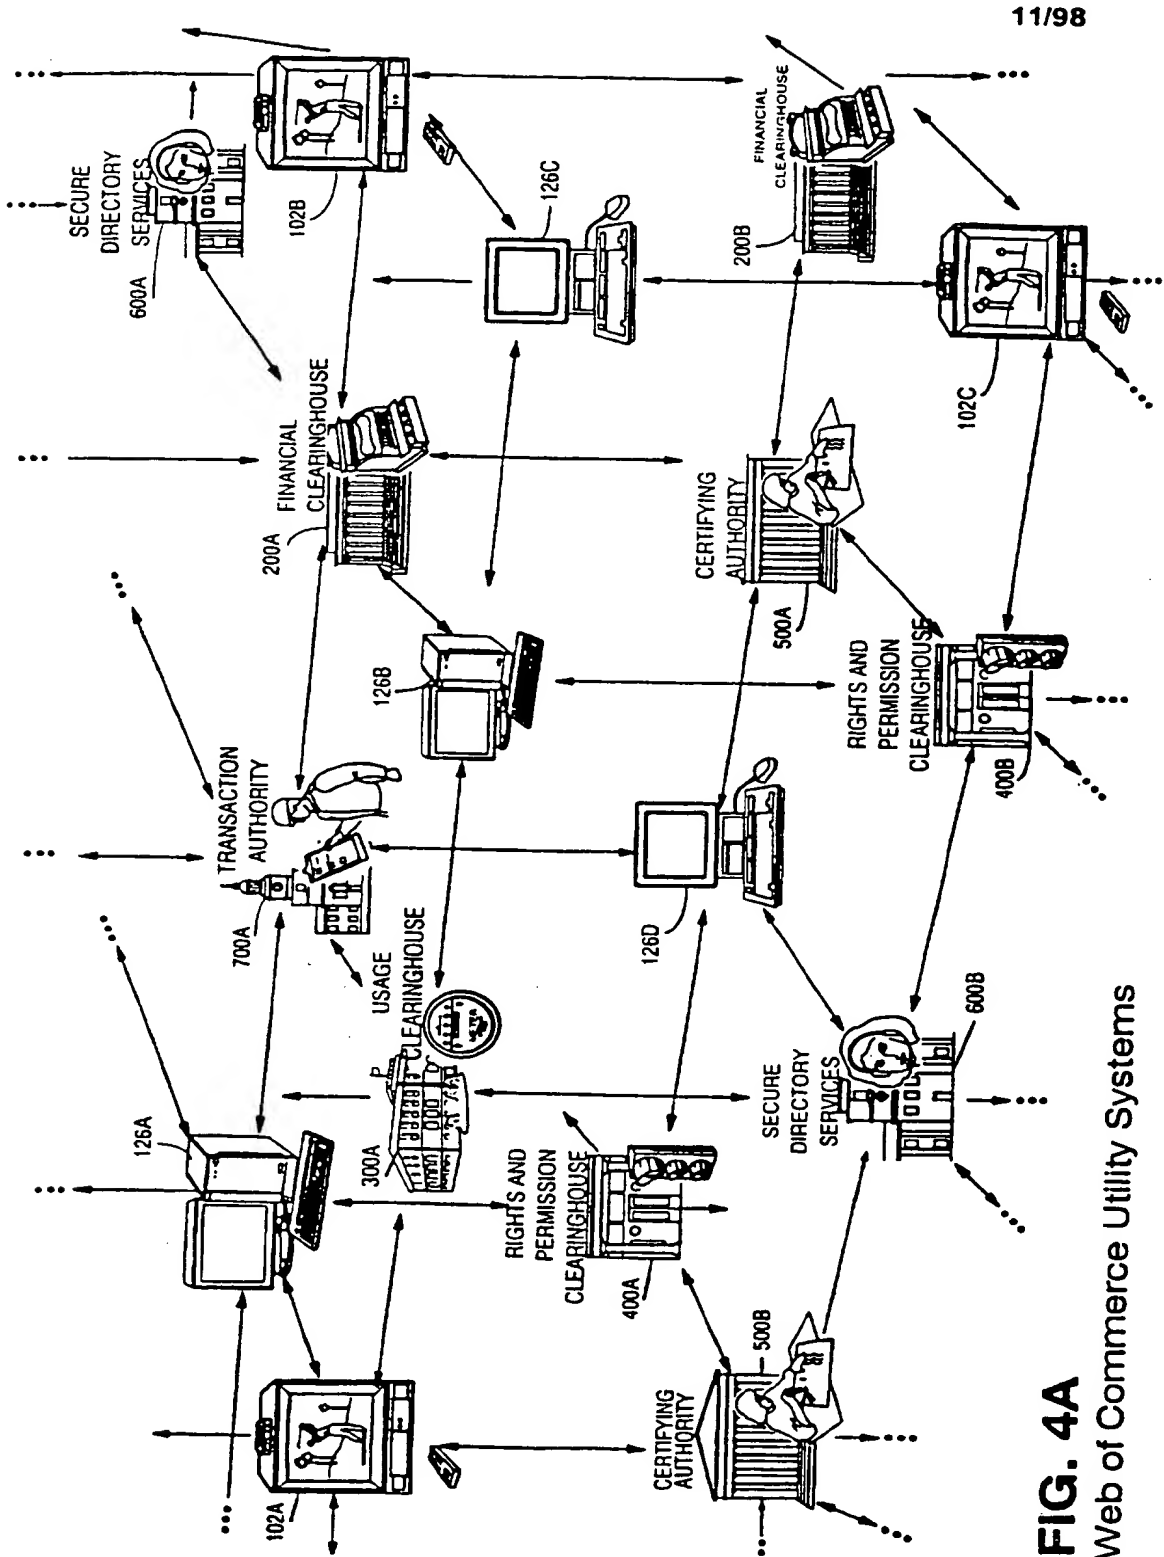 11/98
SECURE
DIRECTORY
SERVICES
600A
102B
126C
FINANCIAL
CLEARINGHOUSE
200B
102C
FINANCIAL
CLEARINGHOUSE
200A
CERTIFYING
AUTHORITY
500A
126B
RIGHTS AND
PERMISSION
CLEARINGHOUSE
400B
TRANSACTION
AUTHORITY
700A
126D
USAGE
CLEARINGHOUSE
METER
300A
SECURE
DIRECTORY
SERVICES
600B
126A
RIGHTS AND
PERMISSION
CLEARINGHOUSE
400A
102A
CERTIFYING
AUTHORITY
500B
FIG. 4A
Web of Commerce Utility Systems